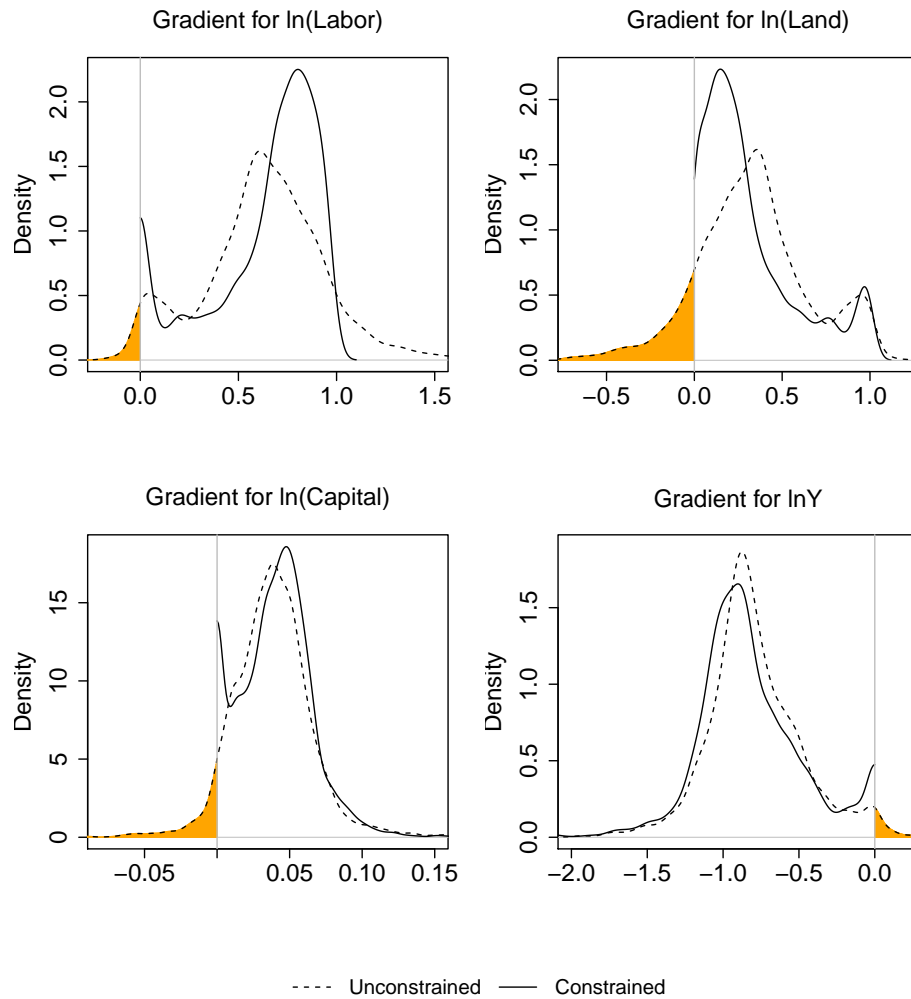 Gradient for ln(Labor)
Density
0.0 0.5 1.0 1.5 2.0
0.0 0.5 1.0 1.5
Gradient for ln(Land)
Density
0.0 0.5 1.0 1.5 2.0
−0.5 0.0 0.5 1.0
Gradient for ln(Capital)
Density
0 5 10 15
−0.05 0.05 0.10 0.15
Gradient for lnY
Density
0.0 0.5 1.0 1.5
−2.0 −1.5 −1.0 −0.5 0.0
Unconstrained Constrained